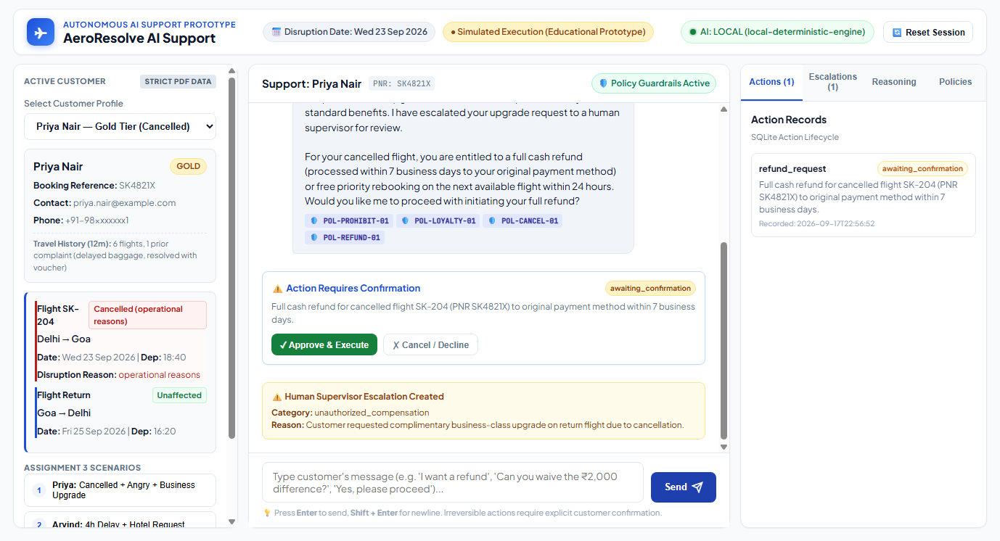 AUTONOMOUS AI SUPPORT PROTOTYPE
AeroResolve AI Support
Disruption Date: Wed 23 Sep 2026
● Simulated Execution (Educational Prototype)
AI: LOCAL (local-deterministic-engine)
Reset Session
ACTIVE CUSTOMER
STRICT PDF DATA
Select Customer Profile
Priya Nair — Gold Tier (Cancelled)
Priya Nair
GOLD
Booking Reference: SK4821X
Contact: priya.nair@example.com
Phone: +91-98xxxxxxx1
Travel History (12m): 6 flights, 1 prior
complaint (delayed baggage, resolved with
voucher)
Flight SK-
204
Cancelled (operational
reasons)
Delhi → Goa
Date: Wed 23 Sep 2026 | Dep: 18:40
Disruption Reason: operational reasons
Flight Return
Unaffected
Goa → Delhi
Date: Fri 25 Sep 2026 | Dep: 16:20
ASSIGNMENT 3 SCENARIOS
1
Priya: Cancelled + Angry + Business
Upgrade
2
Arvind: 4h Delay + Hotel Request
Support: Priya Nair
PNR: SK4821X
Policy Guardrails Active
standard benefits. I have escalated your upgrade request to a human
supervisor for review.
For your cancelled flight, you are entitled to a full cash refund
(processed within 7 business days to your original payment method)
or free priority rebooking on the next available flight within 24 hours.
Would you like me to proceed with initiating your full refund?
POL-PROHIBIT-01
POL-LOYALTY-01
POL-CANCEL-01
POL-REFUND-01
Action Requires Confirmation
awaiting_confirmation
Full cash refund for cancelled flight SK-204 (PNR SK4821X) to original payment method within 7 business
days.
✓ Approve & Execute
✗ Cancel / Decline
Human Supervisor Escalation Created
Category: unauthorized_compensation
Reason: Customer requested complimentary business-class upgrade on return flight due to cancellation.
Type customer's message (e.g. 'I want a refund', 'Can you waive the ₹2,000
difference?', 'Yes, please proceed')...
Send
Press Enter to send, Shift + Enter for newline. Irreversible actions require explicit customer confirmation.
Actions (1)
Escalations
(1)
Reasoning
Policies
Action Records
SQLite Action Lifecycle
refund_request
awaiting_confirmation
Full cash refund for cancelled flight SK-204 (PNR
SK4821X) to original payment method within 7
business days.
Recorded: 2026-09-17T22:56:52